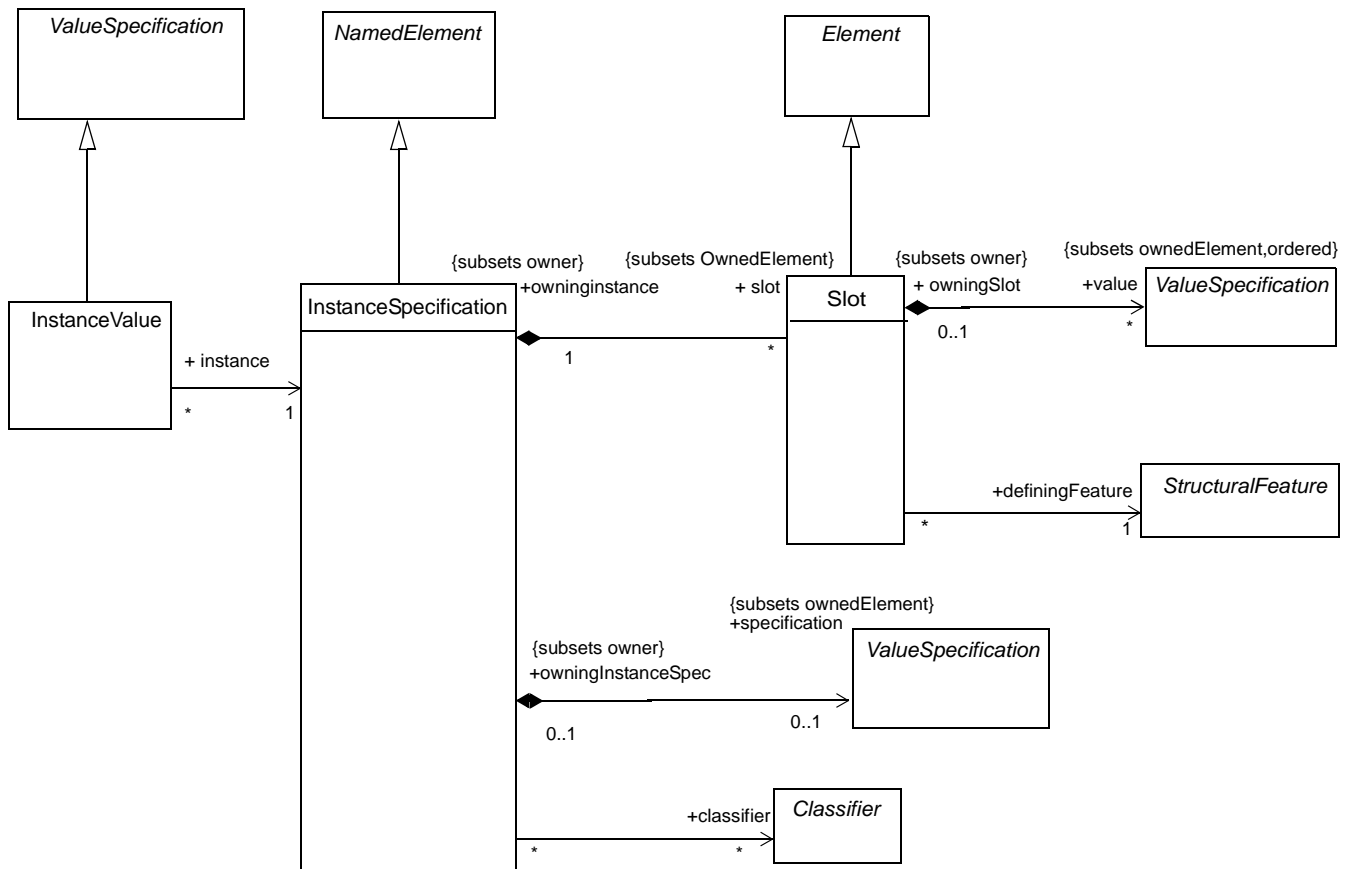 ValueSpecification
NamedElement
Element
{subsets owner}
+owninginstance
{subsets OwnedElement}
+ slot
{subsets owner}
+ owningSlot
{subsets ownedElement,ordered}
+value
InstanceValue
InstanceSpecification
Slot
ValueSpecification
1
*
0..1
*
+ instance
*
1
+definingFeature
*
1
StructuralFeature
{subsets owner}
+owningInstanceSpec
{subsets ownedElement}
+specification
ValueSpecification
0..1
0..1
+classifier
*
*
Classifier